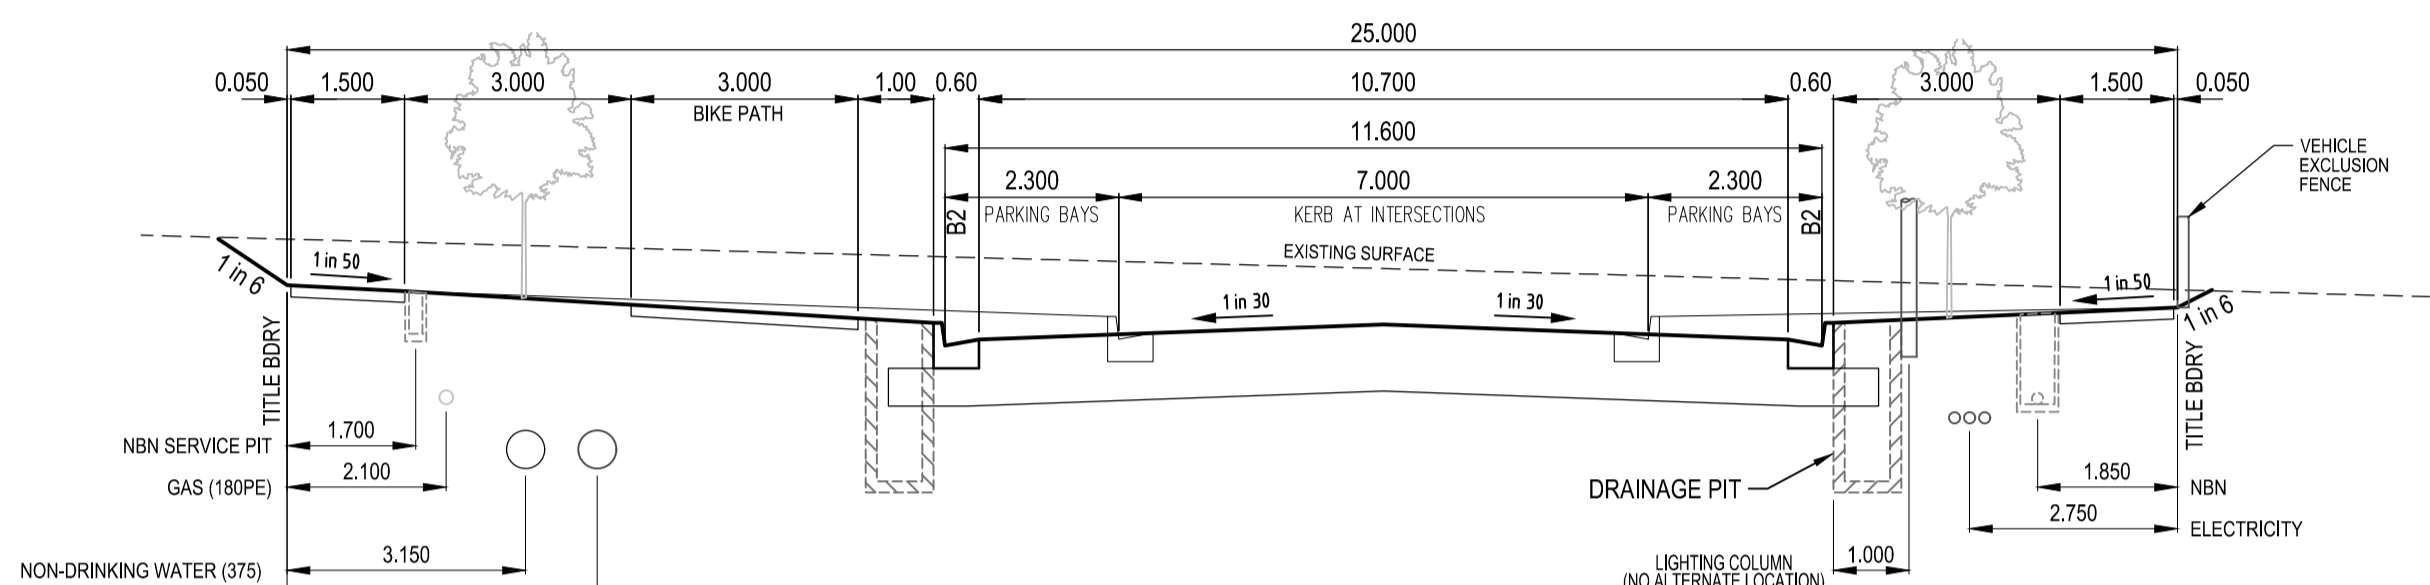 25.000
0.050 1.500 3.000 3.000 1.00 0.60 10.700 0.60 3.000 1.500 0.050
BIKE PATH
11.600
VEHICLE
EXCLUSION
FENCE
2.300 7.000 2.300
B2 PARKING BAYS KERB AT INTERSECTIONS PARKING BAYS B2
EXISTING SURFACE
1 in 6 1 in 50 1 in 30 1 in 30 1 in 50 1 in 6
TITLE BDRY TITLE BDRY
NBN SERVICE PIT 1.700
GAS (180PE) 2.100 DRAINAGE PIT 1.850 NBN
2.750 ELECTRICITY
NON-DRINKING WATER (375) 3.150 LIGHTING COLUMN 1.000
(NO ALTERNATE LOCATION)